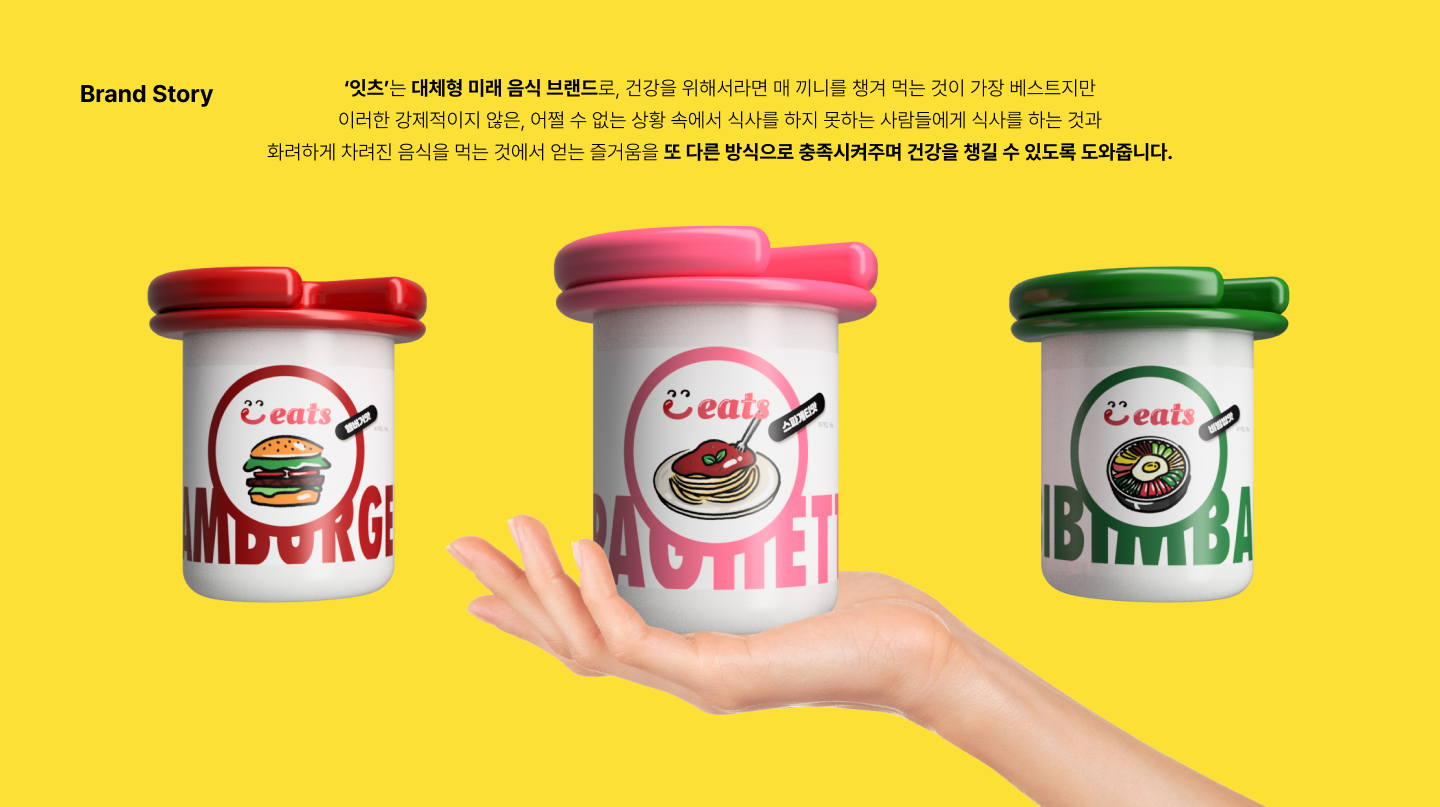 Brand Story
‘잇츠’는 대체형 미래 음식 브랜드로, 건강을 위해서라면 매 끼니를 챙겨 먹는 것이 가장 베스트지만
이러한 강제적이지 않은, 어쩔 수 없는 상황 속에서 식사를 하지 못하는 사람들에게 식사를 하는 것과
화려하게 차려진 음식을 먹는 것에서 얻는 즐거움을 또 다른 방식으로 충족시켜주며 건강을 챙길 수 있도록 도와줍니다.
eats
햄버거맛
AMBURGE
eats
스파게티맛
PAGHETT
eats
비빔밥맛
IBIMBA